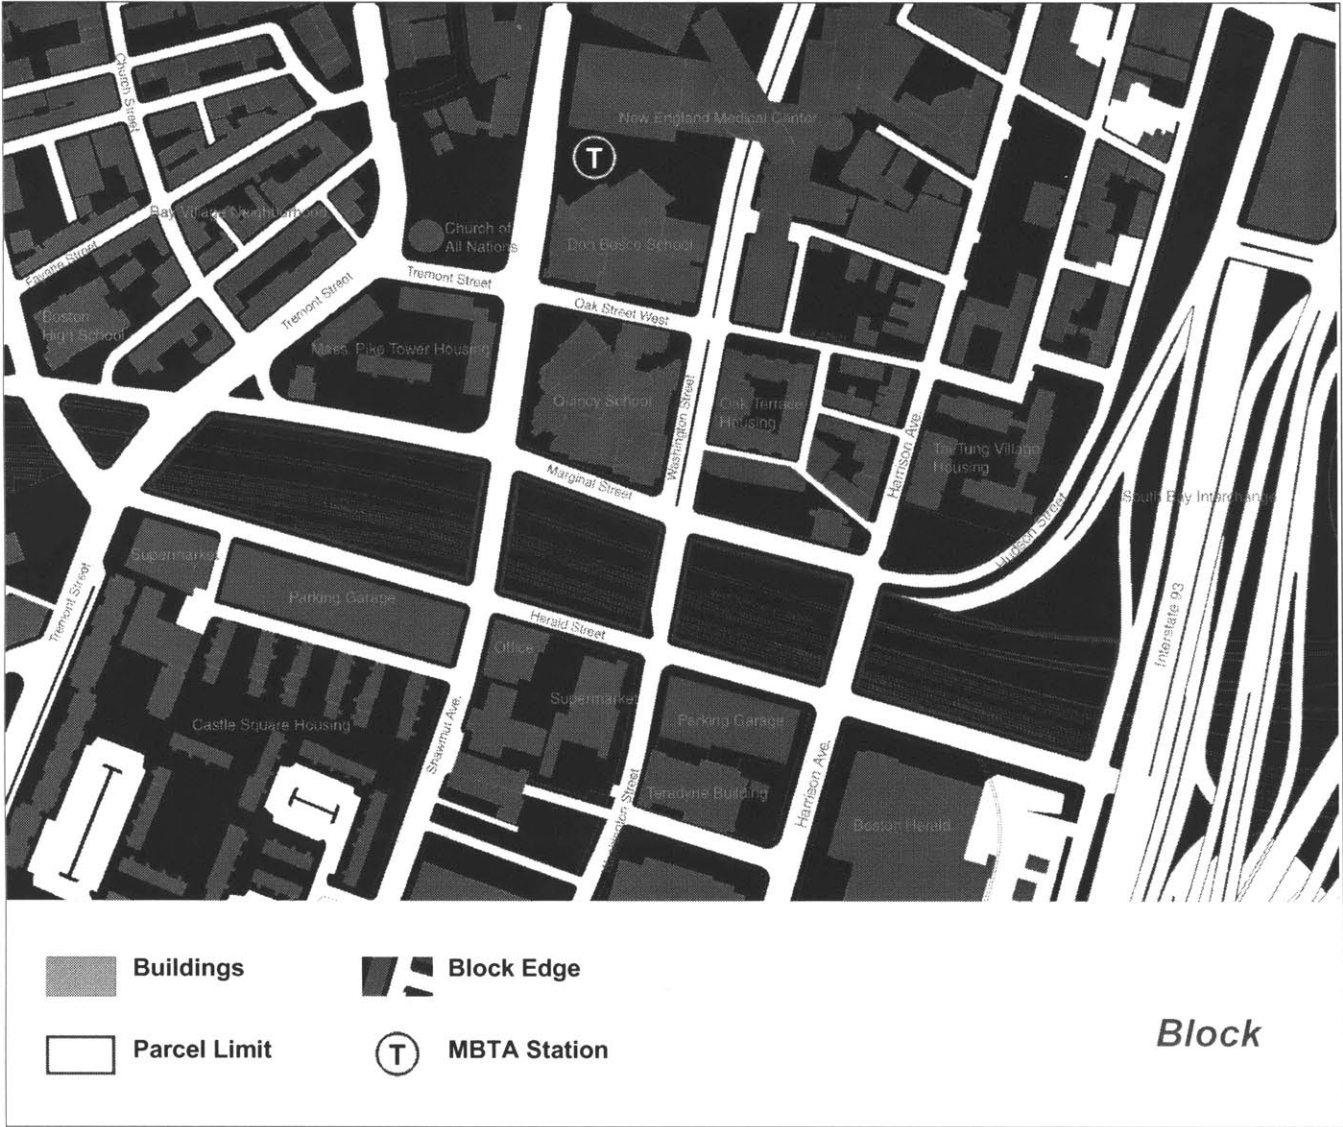 Church Street
New England Medical Center
T
Bay Village Neighborhood
Church of
All Nations
Don Bosco School
Fayette Street
Tremont Street
Tremont Street
Oak Street West
Boston
High School
Mass. Pike Tower Housing
Quincy School
Washington Street
Oak Terrace
Housing
Harrison Ave.
Tai Tung Village
Housing
Marginal Street
South Bay Interchange
Hudson Street
Supermarket
Tremont Street
Parking Garage
Herald Street
Interstate 93
Office
Supermarket
Castle Square Housing
Shawmut Ave.
Parking Garage
Harrison Ave.
Teradyne Building
Washington Street
Boston Herald
Buildings
Block Edge
Parcel Limit
T
MBTA Station
Block